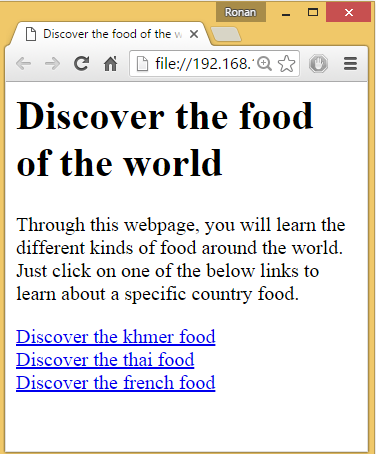 Ronan
Discover the food of the w
file://192.168.
Discover the food
of the world
Through this webpage, you will learn the
different kinds of food around the world.
Just click on one of the below links to
learn about a specific country food.
Discover the khmer food
Discover the thai food
Discover the french food